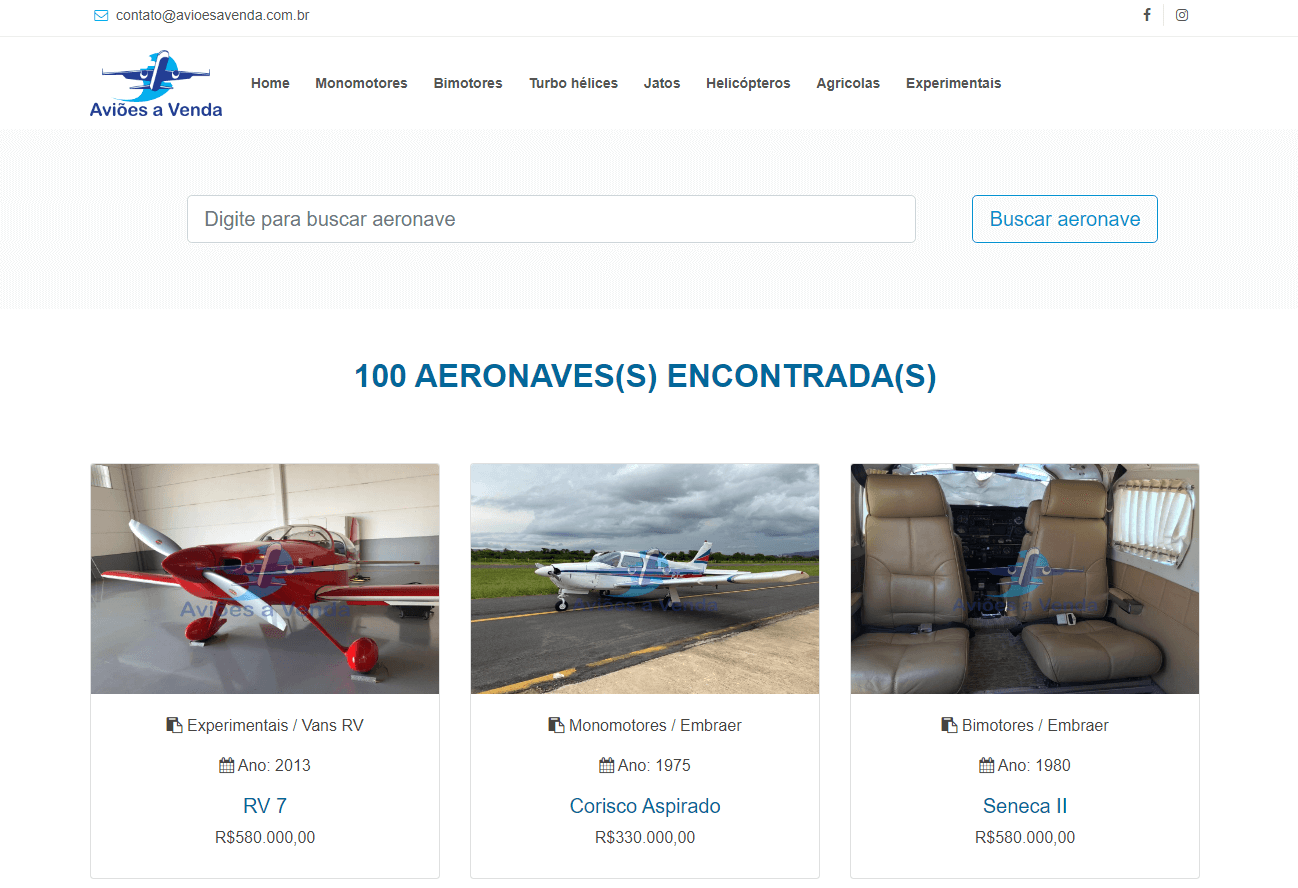 contato@avioesavenda.com.br
Aviões a Venda
Home Monomotores Bimotores Turbo hélices Jatos Helicópteros Agricolas Experimentais
Digite para buscar aeronave
Buscar aeronave
100 AERONAVES(S) ENCONTRADA(S)
Aviões a Venda
Aviões a Venda
Aviões a Venda
Experimentais / Vans RV
Ano: 2013
RV 7
R$580.000,00
Monomotores / Embraer
Ano: 1975
Corisco Aspirado
R$330.000,00
Bimotores / Embraer
Ano: 1980
Seneca II
R$580.000,00